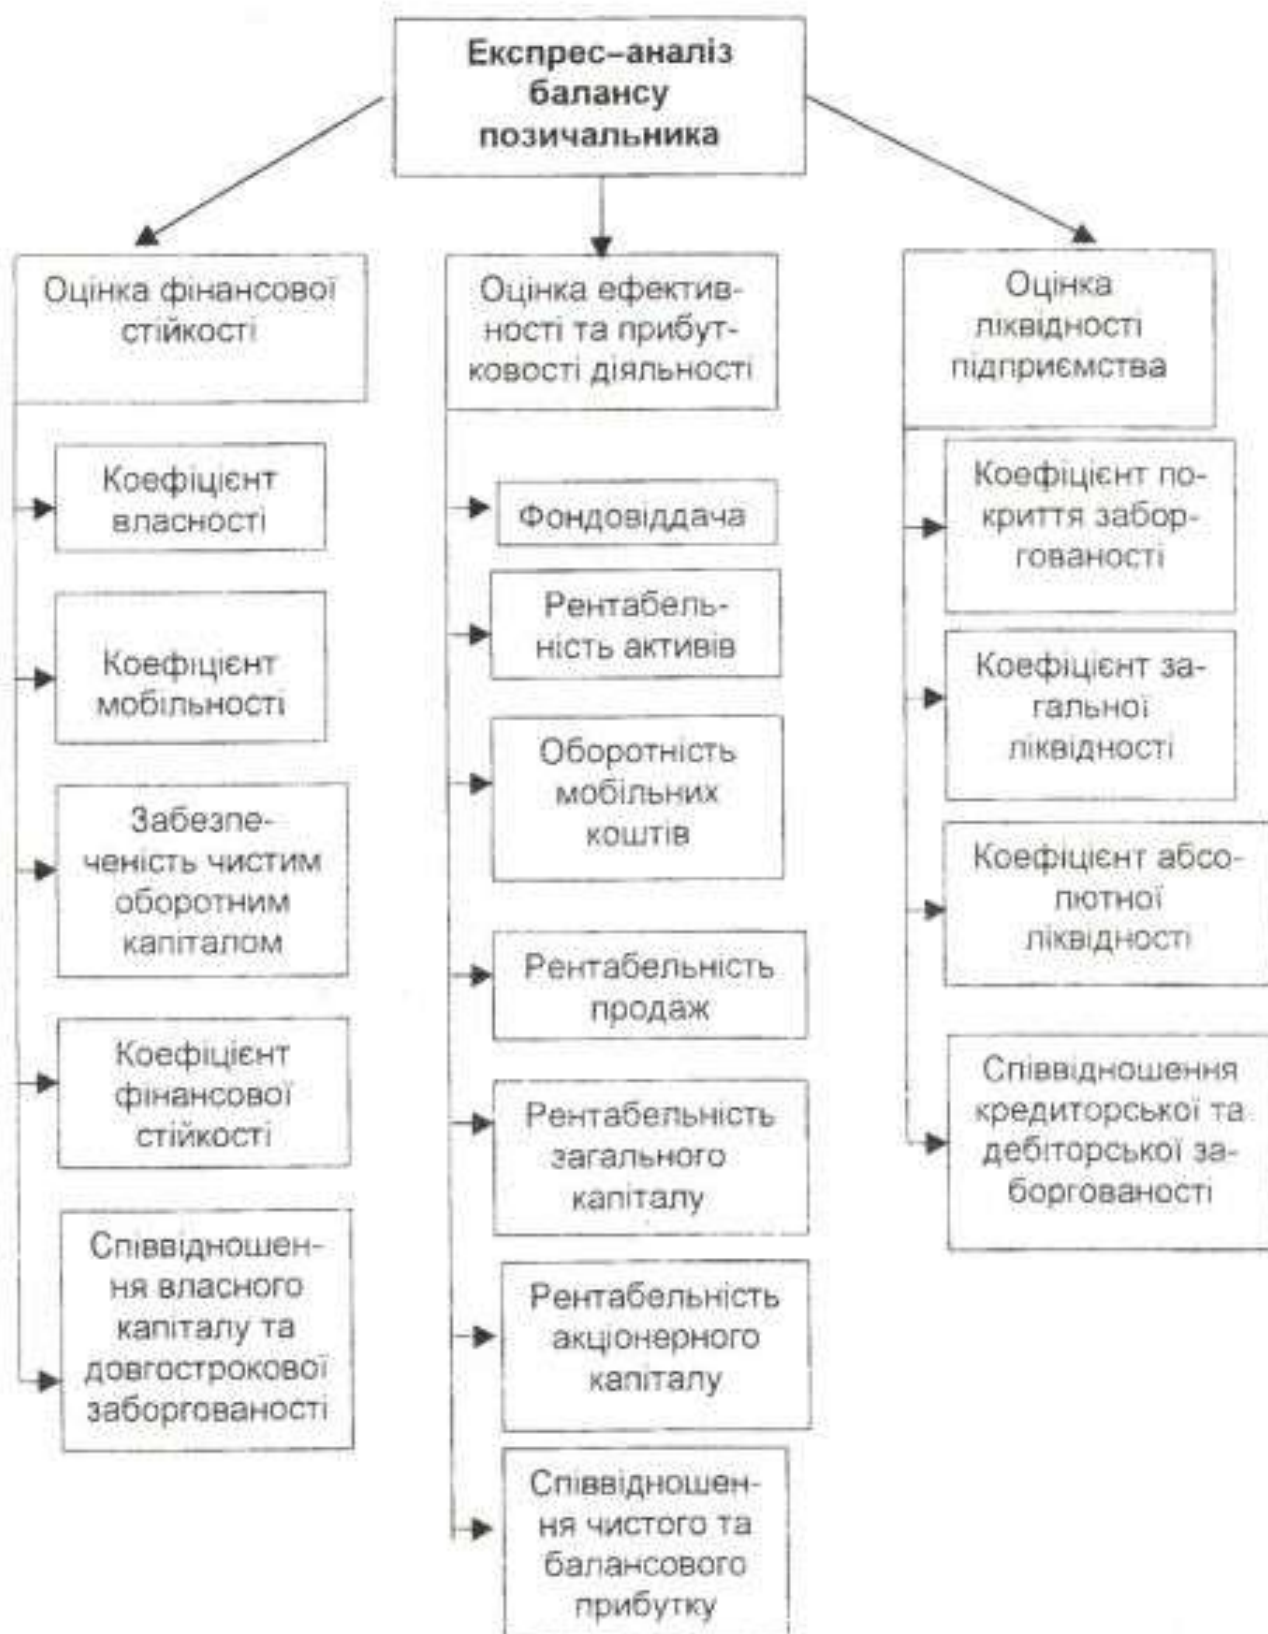 Експрес–аналіз
балансу
позичальника
Оцінка фінансової
стійкості
Коефіцієнт
власності
Коефіцієнт
мобільності
Забезпе-
ченість чистим
оборотним
капіталом
Коефіцієнт
фінансової
стійкості
Співвідношен-
ня власного
капіталу та
довгострокової
заборгованості
Оцінка ефектив-
ності та прибут-
ковості діяльності
Фондовіддача
Рентабель-
ність активів
Оборотність
мобільних
коштів
Рентабельність
продаж
Рентабельність
загального
капіталу
Рентабельність
акціонерного
капіталу
Співвідношен-
ня чистого та
балансового
прибутку
Оцінка
ліквідності
підприємства
Коефіцієнт по-
криття забор-
гованості
Коефіцієнт за-
гальної
ліквідності
Коефіцієнт абсо-
лютної
ліквідності
Співвідношення
кредиторської та
дебіторської за-
боргованості